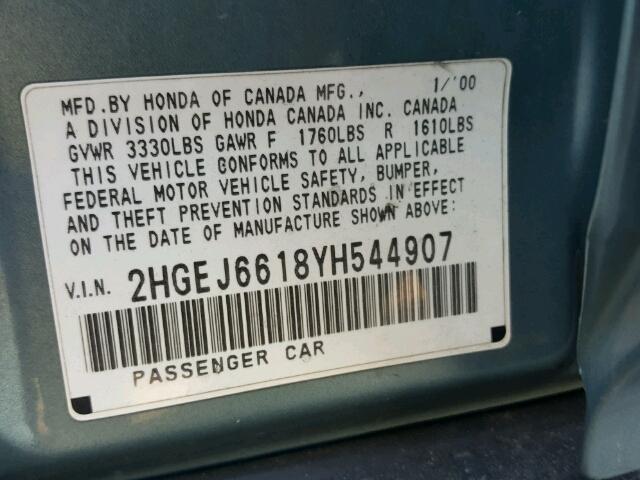 MFD.BY HONDA OF CANADA MFG., 1/'00
A DIVISION OF HONDA CANADA INC. CANADA
GVWR 3330LBS GAWR F 1760LBS R 1610LBS
THIS VEHICLE CONFORMS TO ALL APPLICABLE
FEDERAL MOTOR VEHICLE SAFETY, BUMPER,
AND THEFT PREVENTION STANDARDS IN EFFECT
ON THE DATE OF MANUFACTURE SHOWN ABOVE:
V.I.N. 2HGEJ6618YH544907
PASSENGER CAR